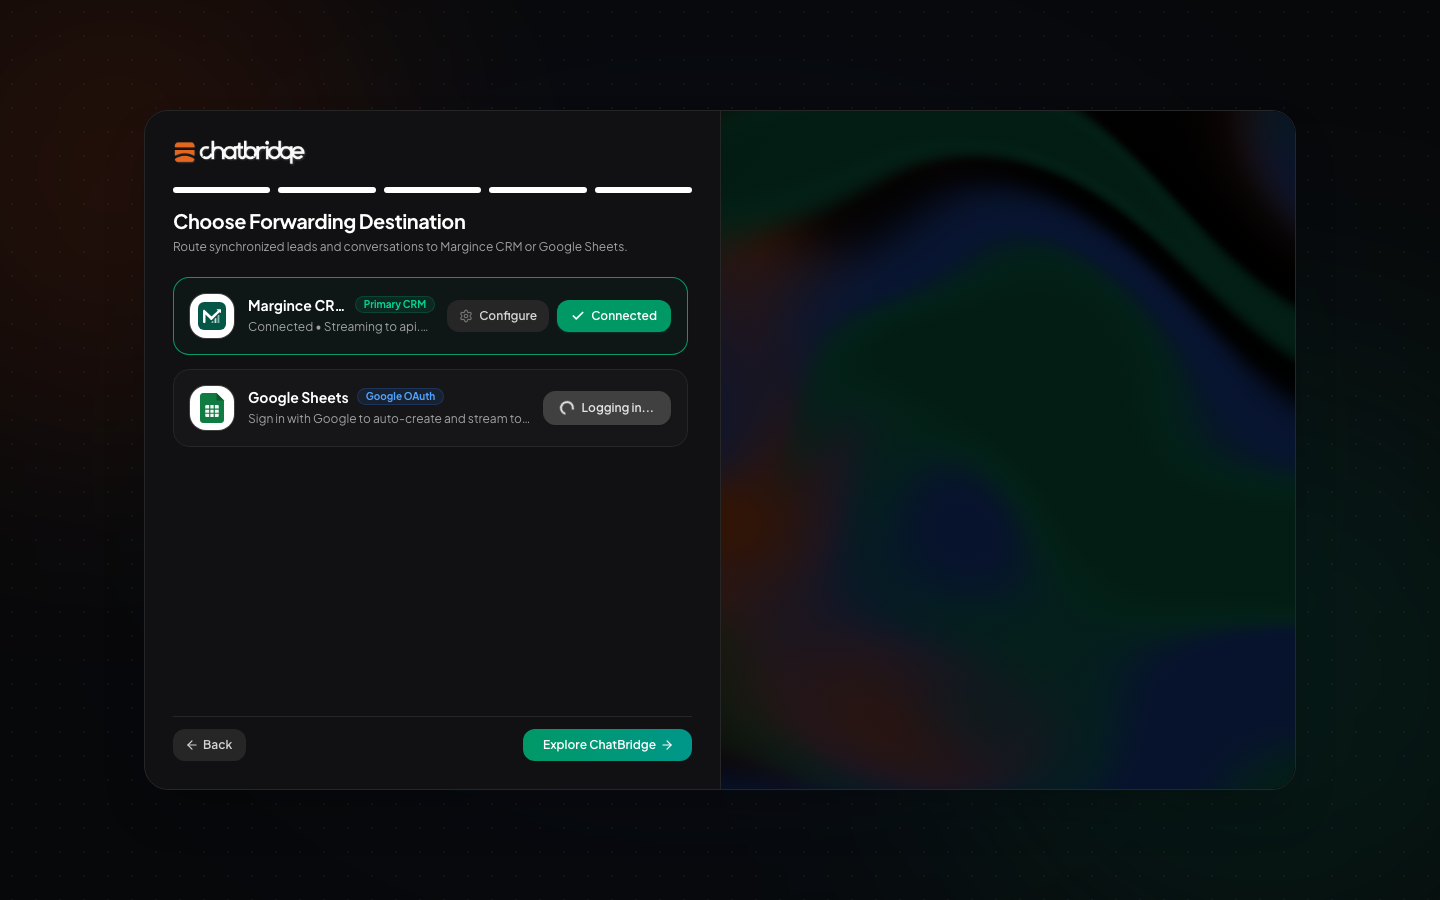 chatbridge
Choose Forwarding Destination
Route synchronized leads and conversations to Margince CRM or Google Sheets.
Margince CR... Primary CRM
Connected • Streaming to api....
Configure
Connected
Google Sheets Google OAuth
Sign in with Google to auto-create and stream to...
Logging in...
Back
Explore ChatBridge